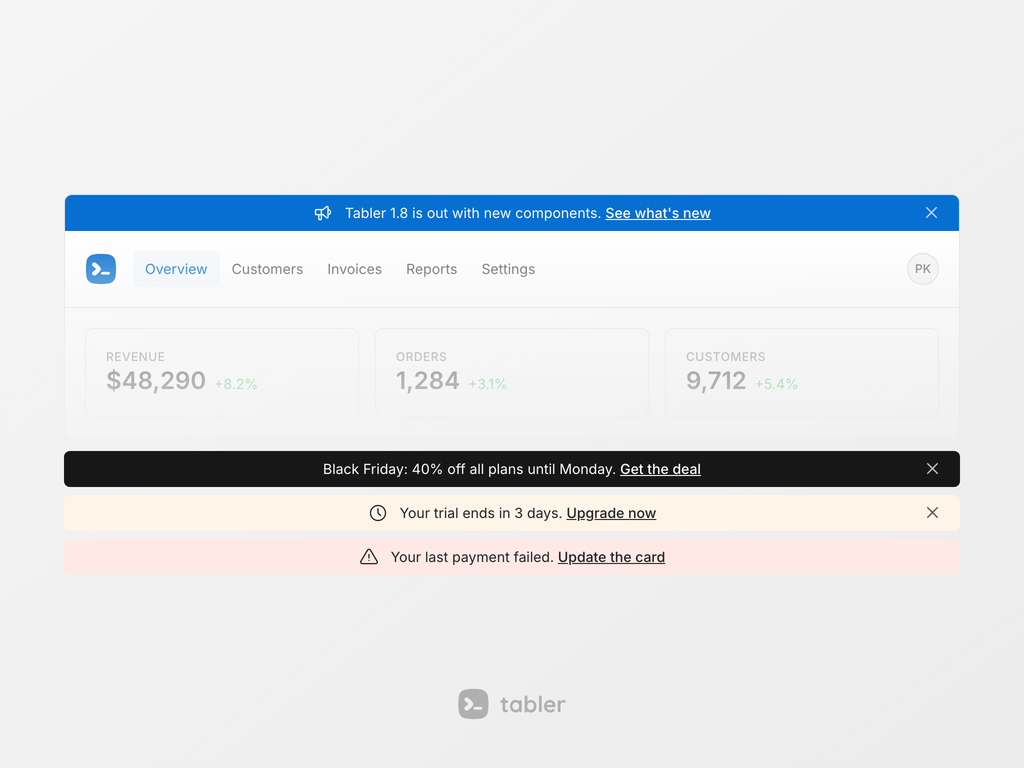 Tabler 1.8 is out with new components. See what's new
Overview Customers Invoices Reports Settings PK
REVENUE ORDERS CUSTOMERS
$48,290 +8.2% 1,284 +3.1% 9,712 +5.4%
Black Friday: 40% off all plans until Monday. Get the deal
Your trial ends in 3 days. Upgrade now
Your last payment failed. Update the card
tabler